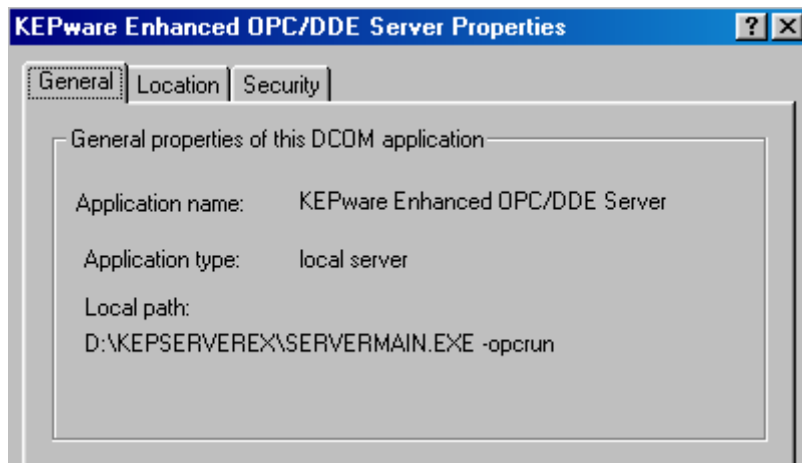 KEPware Enhanced OPC/DDE Server Properties
General Location Security
General properties of this DCOM application
Application name: KEPware Enhanced OPC/DDE Server
Application type: local server
Local path:
D:\KEPSERVEREX\SERVERMAIN.EXE -opcrun